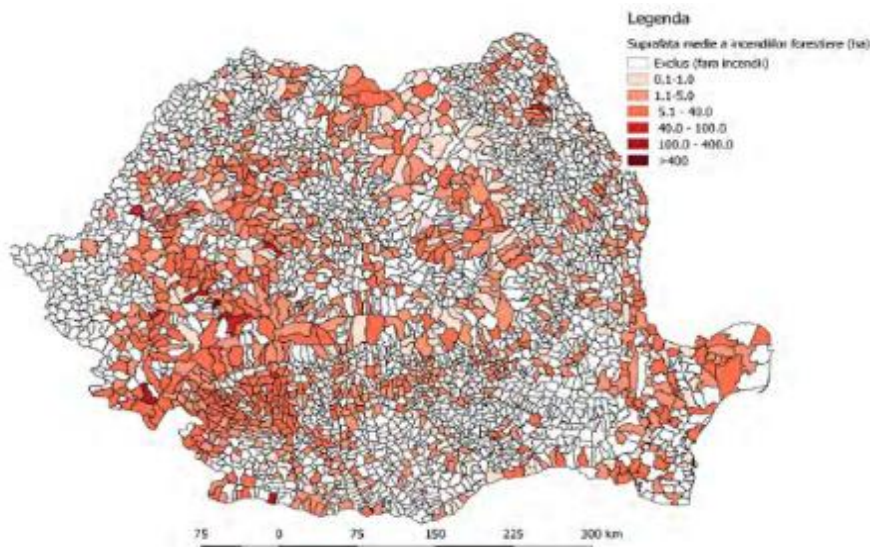 Legenda
Suprafata medie a incendiilor forestiere (ha)
Exclus (fara incendii)
0.1-1.0
1.1-5.0
5.1 - 40.0
40.0 - 100.0
100.0 - 400.0
>400
75 0 75 150 225 300 km